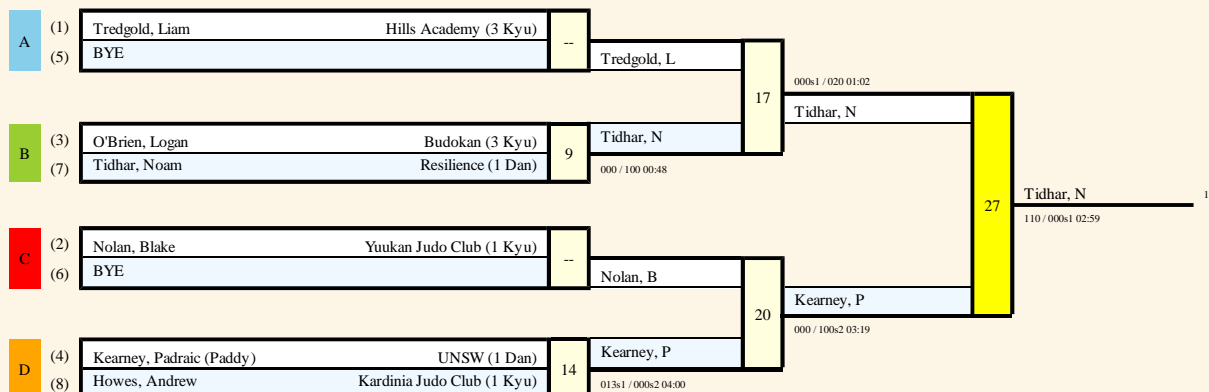 A
(1) Tredgold, Liam Hills Academy (3 Kyu)
(5) BYE
--
Tredgold, L
B
(3) O'Brien, Logan Budokan (3 Kyu)
(7) Tidhar, Noam Resilience (1 Dan)
9
Tidhar, N
000 / 100 00:48
17
000s1 / 020 01:02
Tidhar, N
C
(2) Nolan, Blake Yuukan Judo Club (1 Kyu)
(6) BYE
--
Nolan, B
D
(4) Kearney, Padraic (Paddy) UNSW (1 Dan)
(8) Howes, Andrew Kardinia Judo Club (1 Kyu)
14
Kearney, P
013s1 / 000s2 04:00
20
Kearney, P
000 / 100s2 03:19
27
Tidhar, N
110 / 000s1 02:59
1